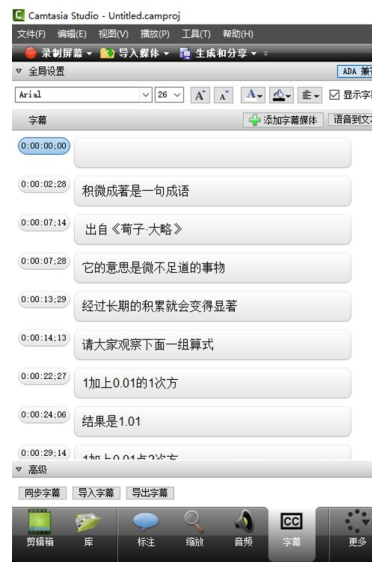 Camtasia Studio - Untitled.camproj
文件(F) 编辑(E) 视图(V) 播放(P) 工具(T) 帮助(H)
录制屏幕 导入媒体 生成和分享
全局设置 ADA 兼
Arial 26 A A A 显示字
字幕 添加字幕媒体 语音到文
0:00:00;00
0:00:02;28 积微成著是一句成语
0:00:07;14 出自《荀子·大略》
0:00:07;28 它的意思是微不足道的事物
0:00:13;29 经过长期的积累就会变得显著
0:00:14;13 请大家观察下面一组算式
0:00:22;27 1加上0.01的1次方
0:00:24;06 结果是1.01
0:00:29;14
高级
同步字幕 导入字幕 导出字幕
CC
剪辑箱 库 标注 缩放 音频 字幕 更多